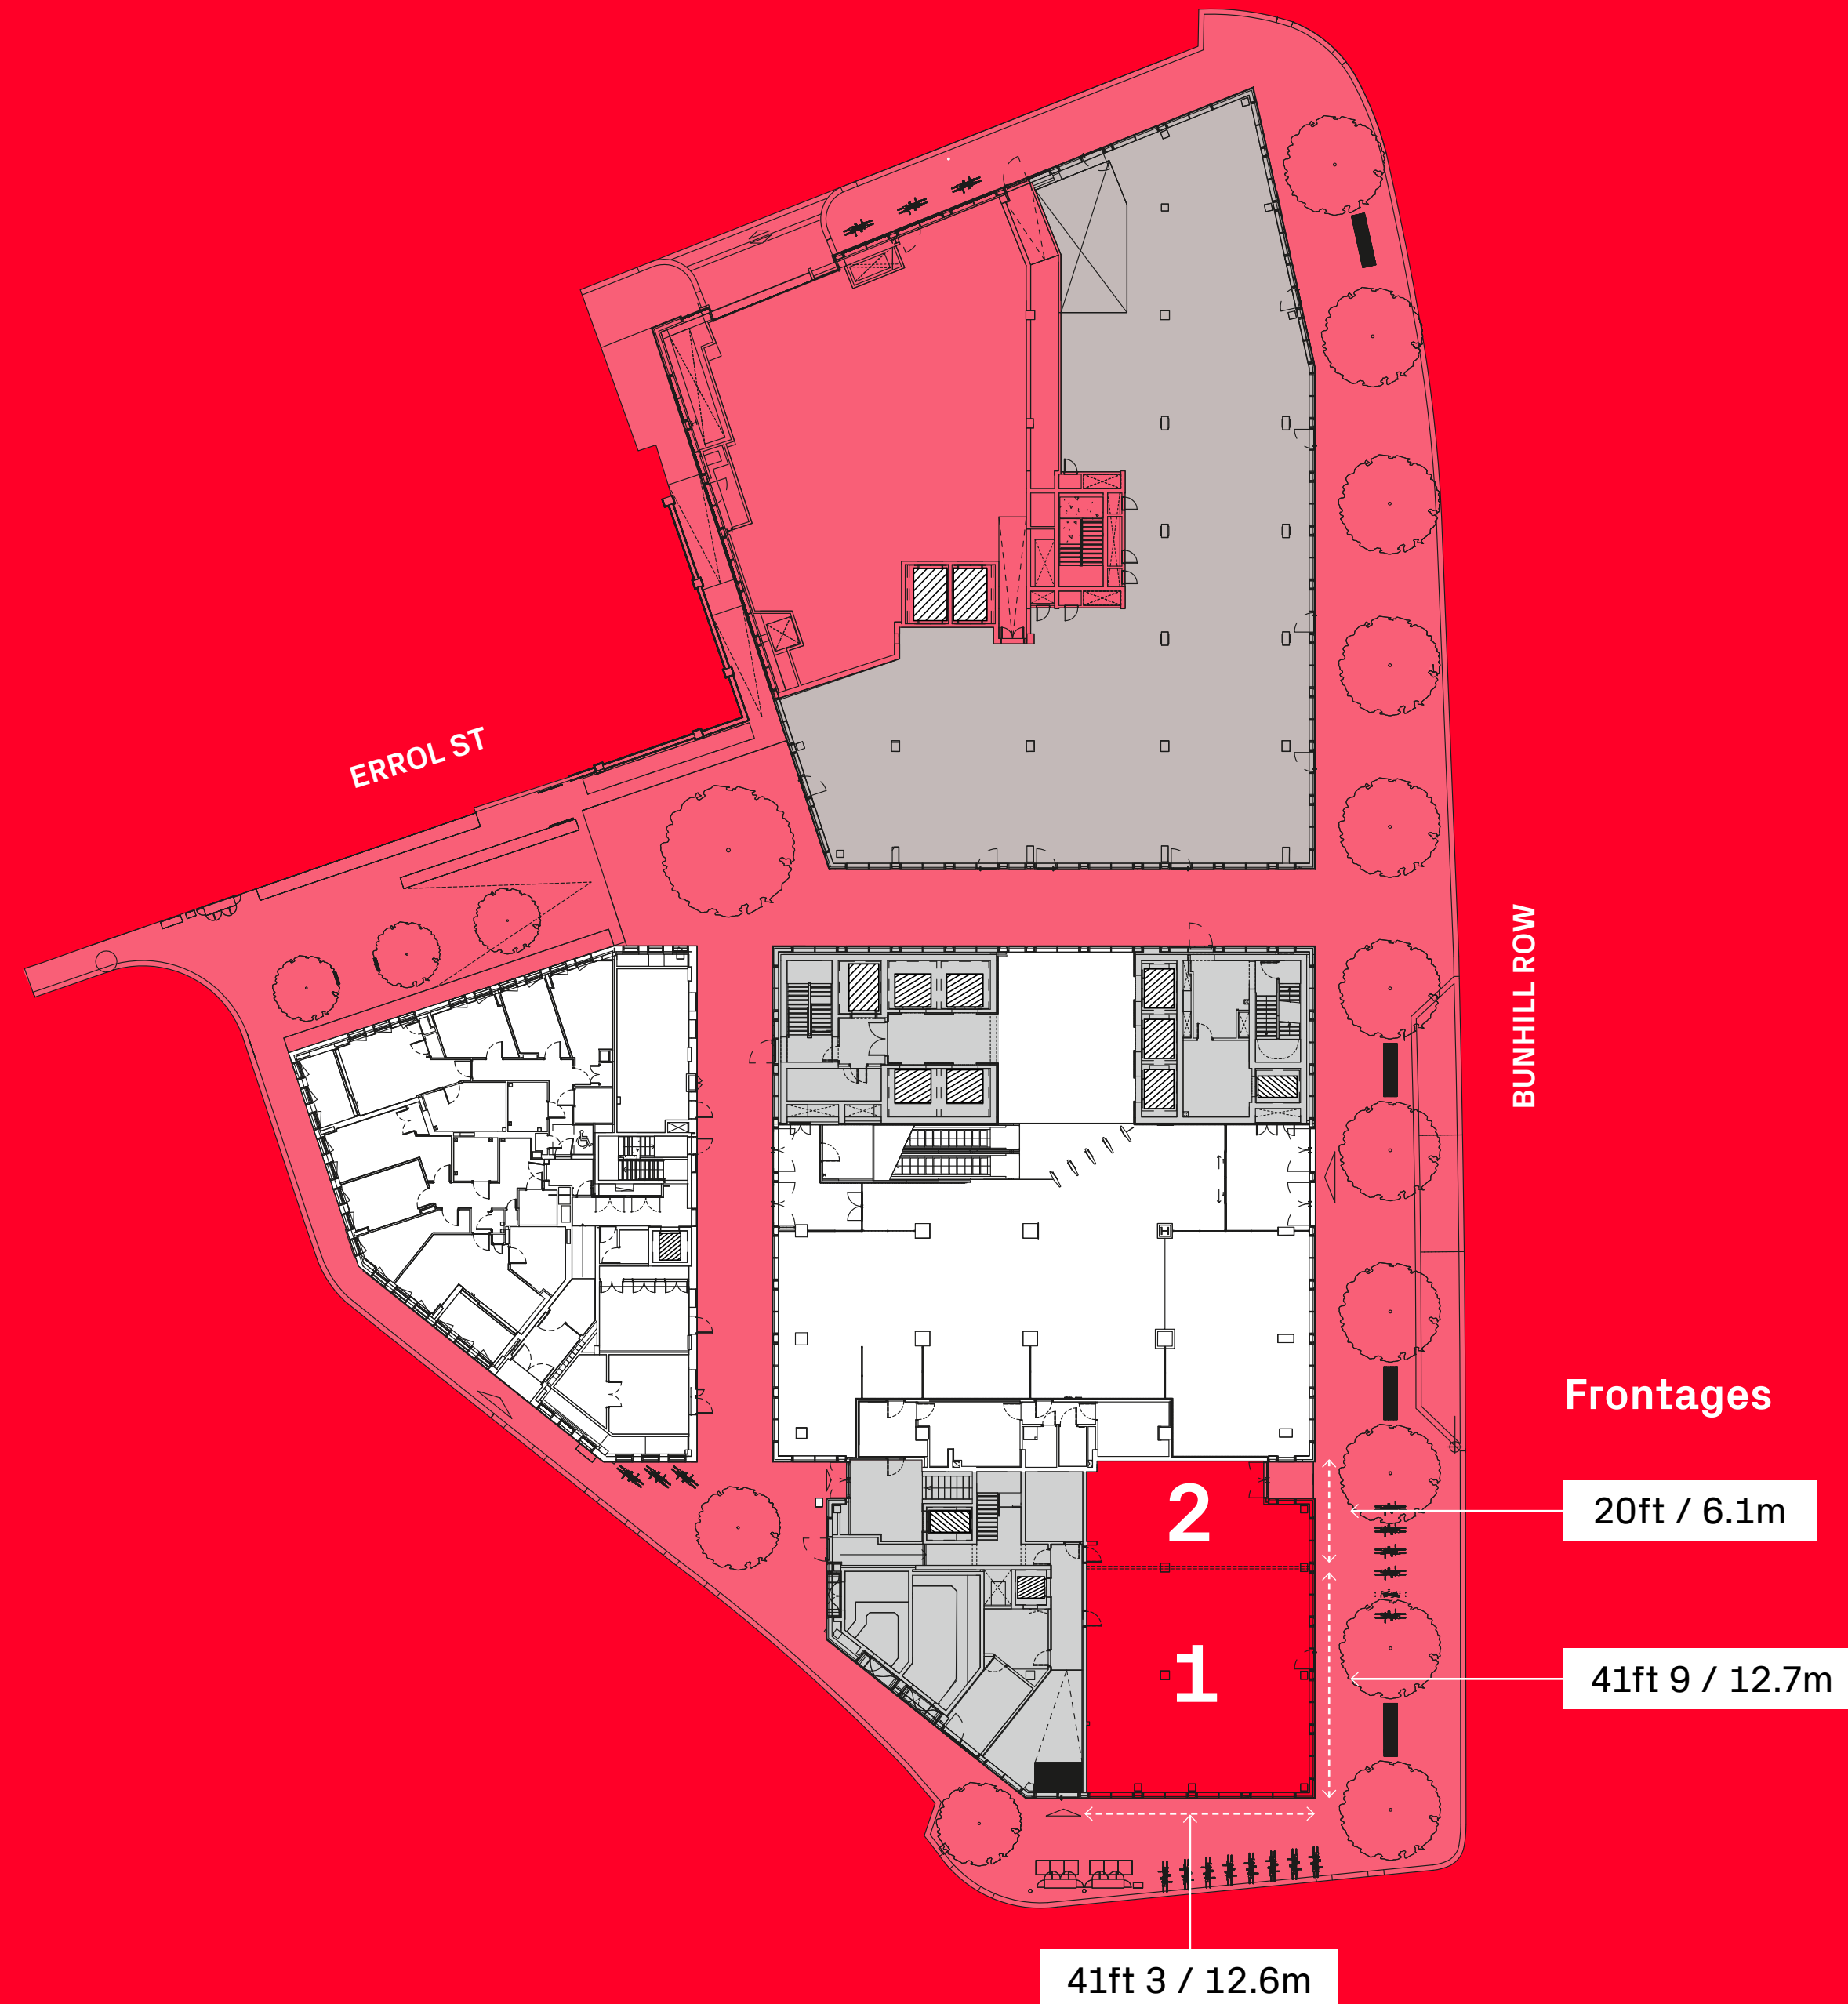 ERROL ST
BUNHILL ROW
Frontages
2
20ft / 6.1m
1
41ft 9 / 12.7m
41ft 3 / 12.6m